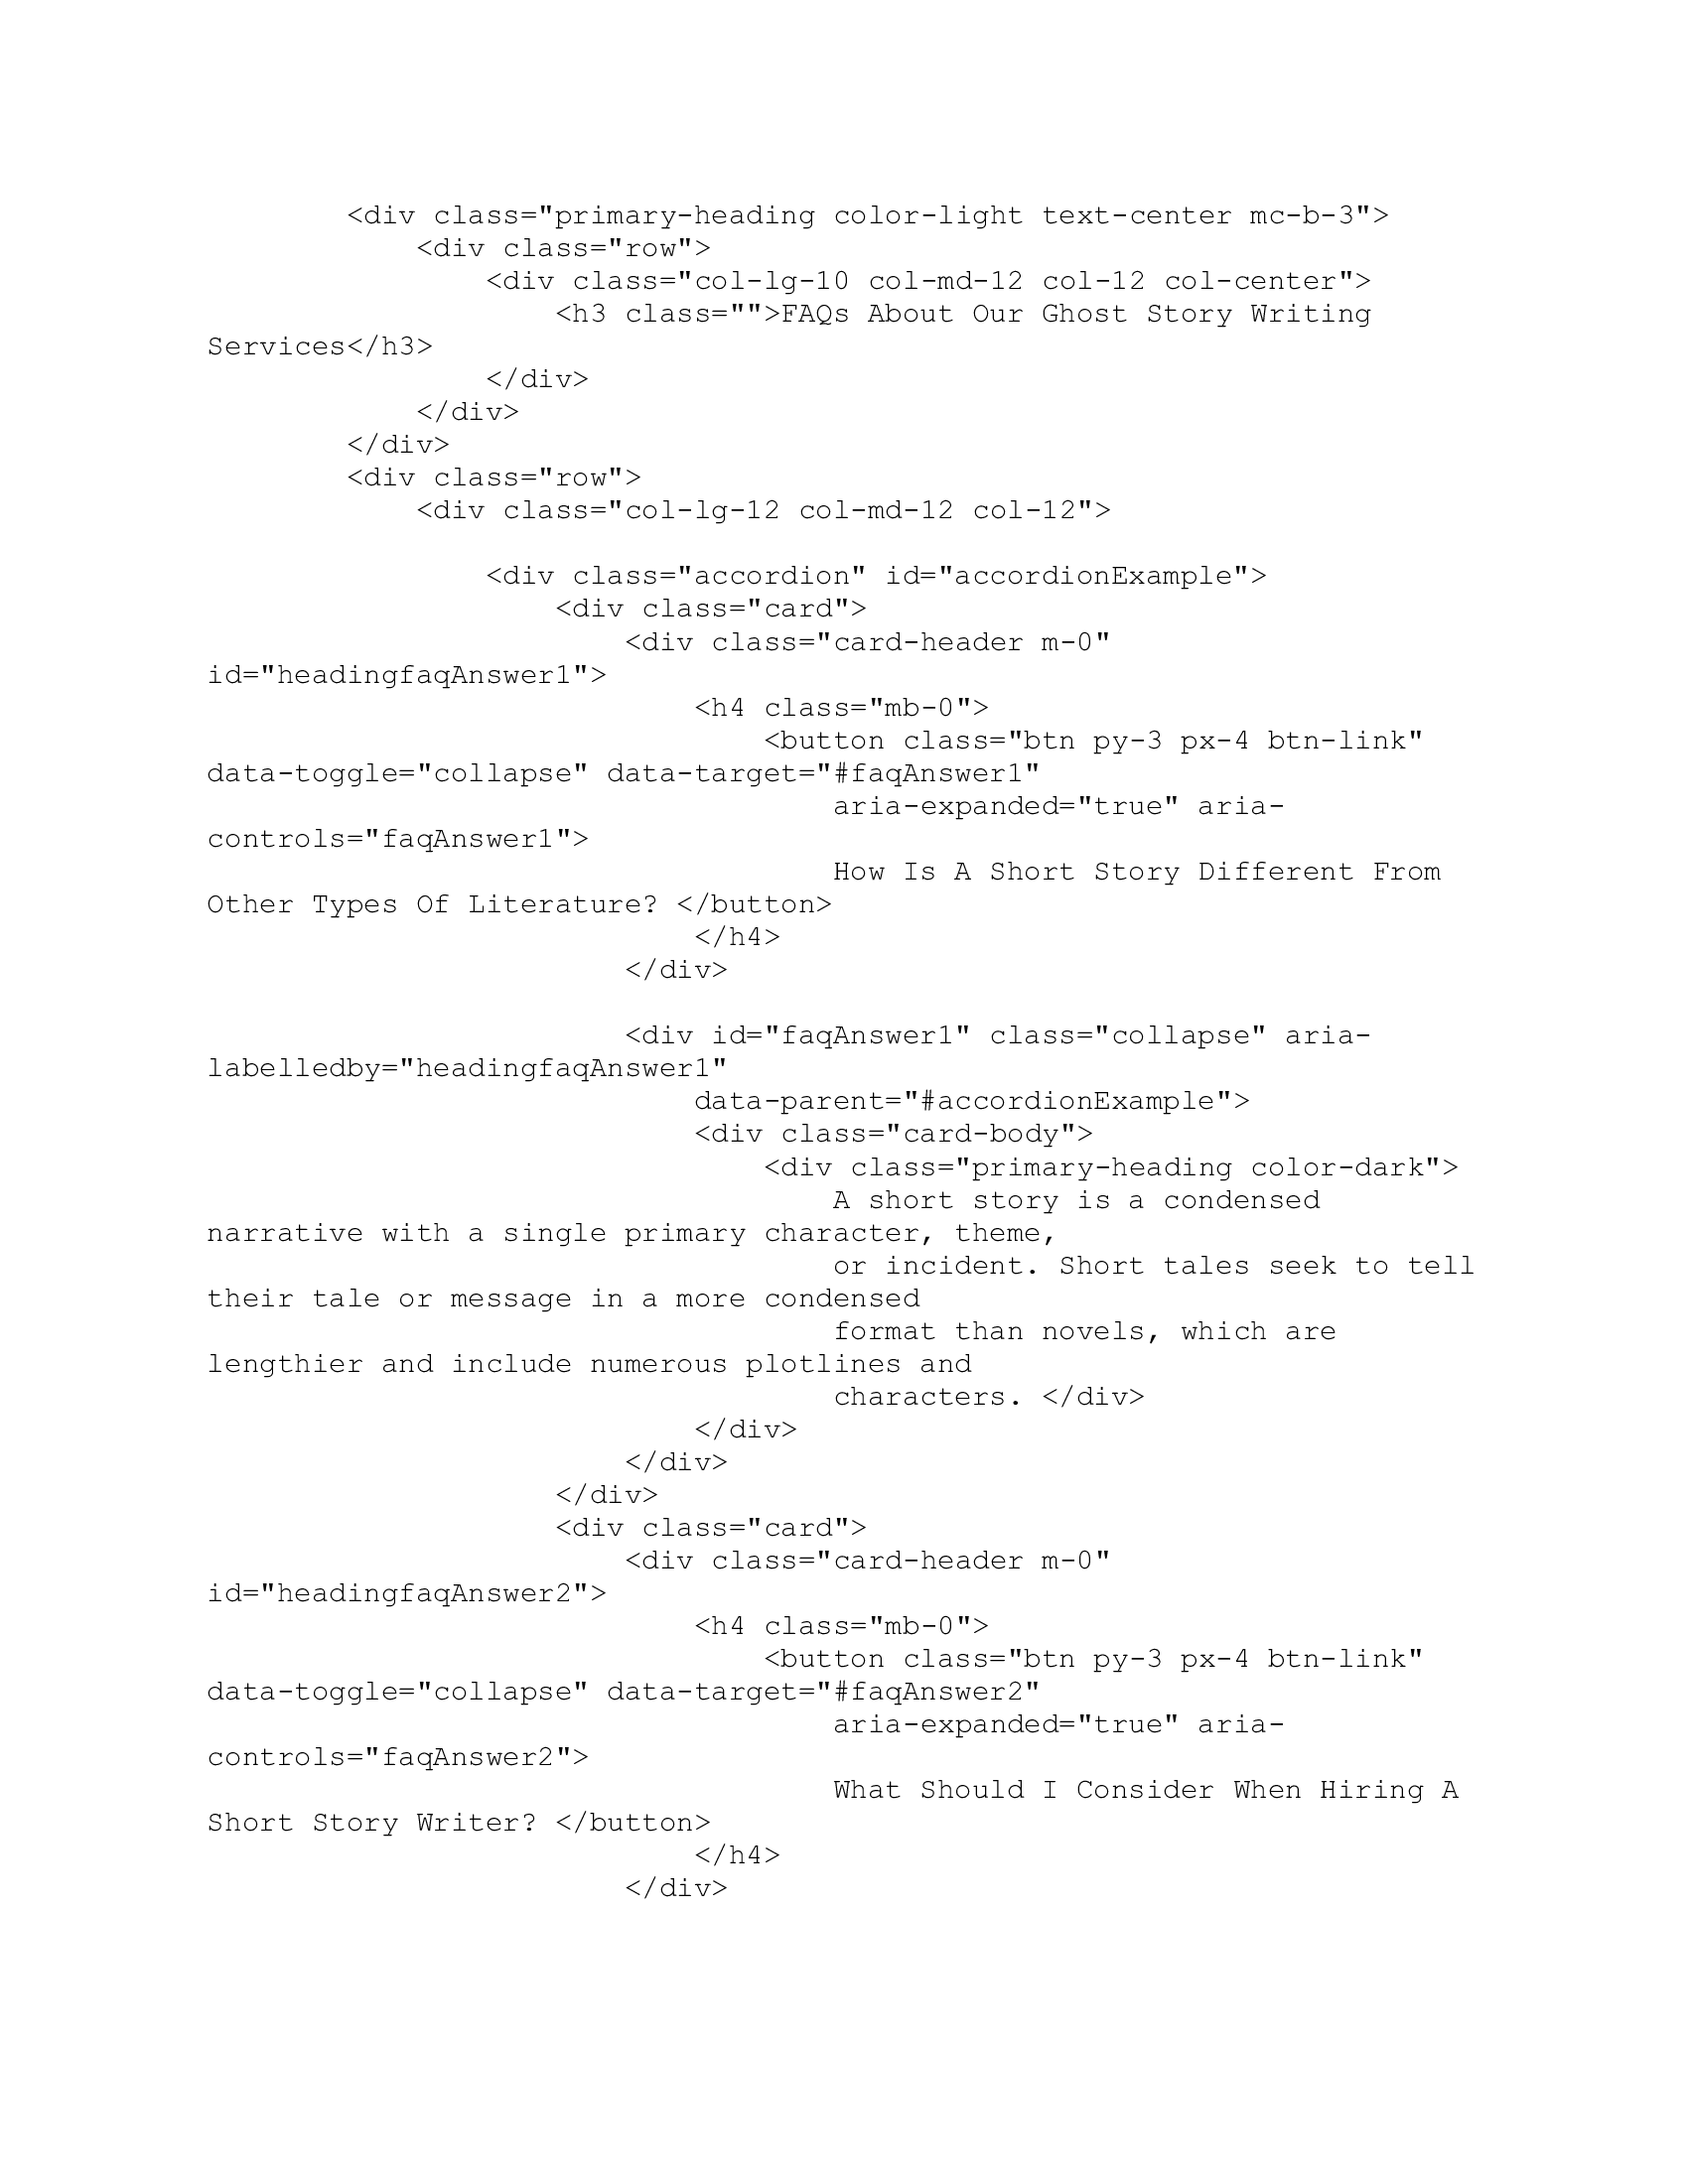 <div class="primary-heading color-light text-center mc-b-3">
<div class="row">
<div class="col-lg-10 col-md-12 col-12 col-center">
<h3 class="">FAQs About Our Ghost Story Writing
Services</h3>
</div>
</div>
</div>
<div class="row">
<div class="col-lg-12 col-md-12 col-12">
<div class="accordion" id="accordionExample">
<div class="card">
<div class="card-header m-0"
id="headingfaqAnswer1">
<h4 class="mb-0">
<button class="btn py-3 px-4 btn-link"
data-toggle="collapse" data-target="#faqAnswer1"
aria-expanded="true" aria-
controls="faqAnswer1">
How Is A Short Story Different From
Other Types Of Literature? </button>
</h4>
</div>
<div id="faqAnswer1" class="collapse" aria-
labelledby="headingfaqAnswer1"
data-parent="#accordionExample">
<div class="card-body">
<div class="primary-heading color-dark">
A short story is a condensed
narrative with a single primary character, theme,
or incident. Short tales seek to tell
their tale or message in a more condensed
format than novels, which are
lengthier and include numerous plotlines and
characters. </div>
</div>
</div>
</div>
<div class="card">
<div class="card-header m-0"
id="headingfaqAnswer2">
<h4 class="mb-0">
<button class="btn py-3 px-4 btn-link"
data-toggle="collapse" data-target="#faqAnswer2"
aria-expanded="true" aria-
controls="faqAnswer2">
What Should I Consider When Hiring A
Short Story Writer? </button>
</h4>
</div>